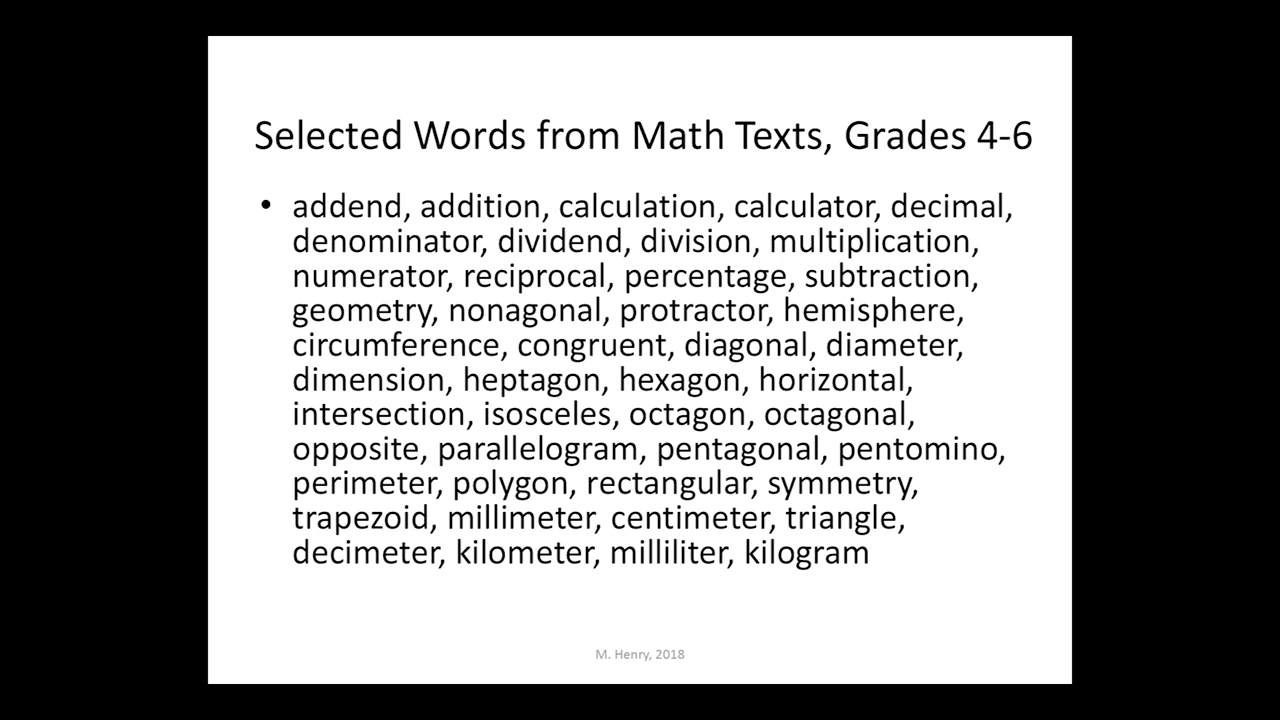 Selected Words from Math Texts, Grades 4-6
• addend, addition, calculation, calculator, decimal,
denominator, dividend, division, multiplication,
numerator, reciprocal, percentage, subtraction,
geometry, nonagonal, protractor, hemisphere,
circumference, congruent, diagonal, diameter,
dimension, heptagon, hexagon, horizontal,
intersection, isosceles, octagon, octagonal,
opposite, parallelogram, pentagonal, pentomino,
perimeter, polygon, rectangular, symmetry,
trapezoid, millimeter, centimeter, triangle,
decimeter, kilometer, milliliter, kilogram
M. Henry, 2018